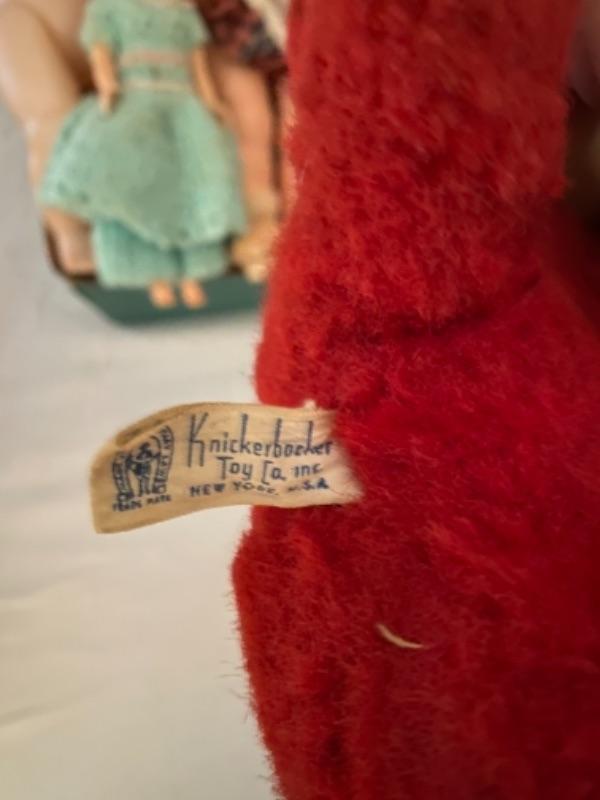 Knickerbocker
Toy Co. inc
NEW YORK, U.S.A
TRADE MARK